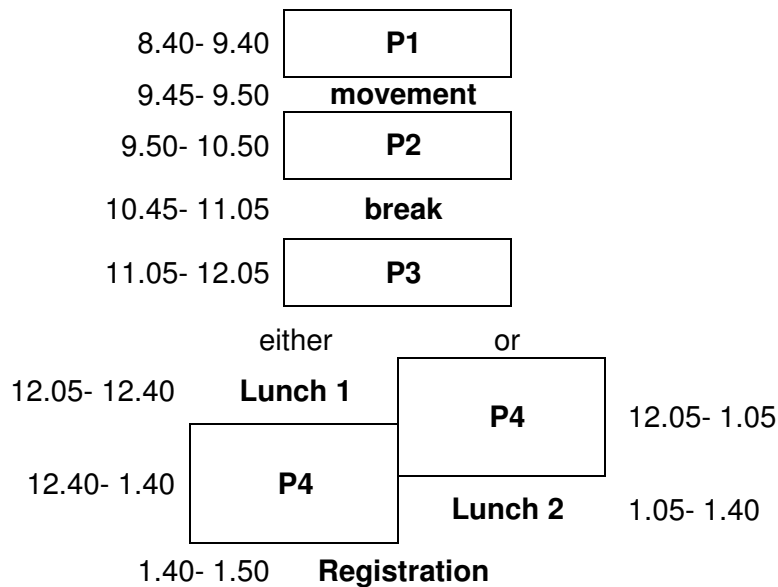 8.40- 9.40 P1
9.45- 9.50 movement
9.50- 10.50 P2
10.45- 11.05 break
11.05- 12.05 P3
either or
12.05- 12.40 Lunch 1
P4 12.05- 1.05
12.40- 1.40 P4
Lunch 2 1.05- 1.40
1.40- 1.50 Registration